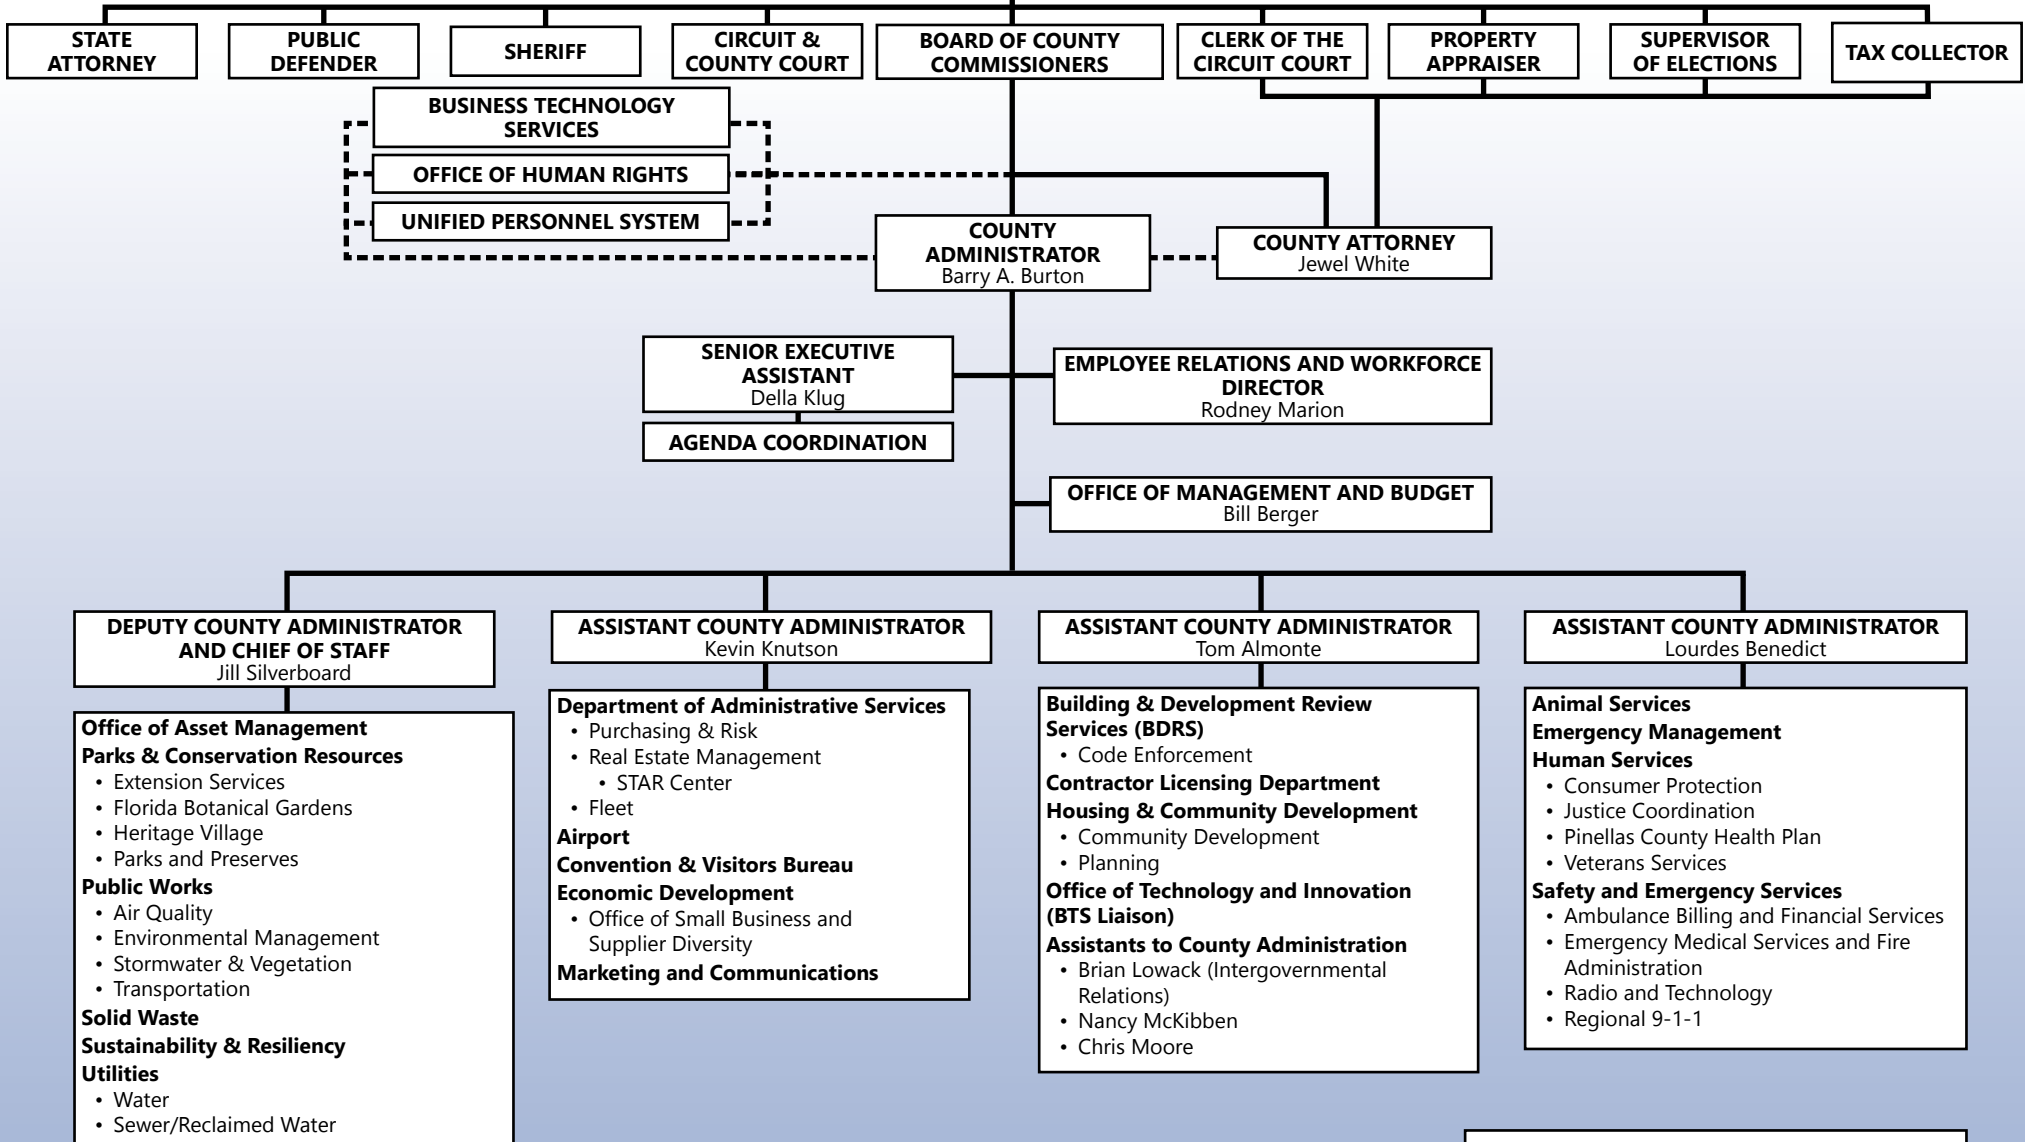 STATE
ATTORNEY
PUBLIC
DEFENDER
SHERIFF
CIRCUIT &
COUNTY COURT
BOARD OF COUNTY
COMMISSIONERS
CLERK OF THE
CIRCUIT COURT
PROPERTY
APPRAISER
SUPERVISOR
OF ELECTIONS
TAX COLLECTOR
BUSINESS TECHNOLOGY
SERVICES
OFFICE OF HUMAN RIGHTS
UNIFIED PERSONNEL SYSTEM
COUNTY
ADMINISTRATOR
Barry A. Burton
COUNTY ATTORNEY
Jewel White
SENIOR EXECUTIVE
ASSISTANT
Della Klug
AGENDA COORDINATION
EMPLOYEE RELATIONS AND WORKFORCE
DIRECTOR
Rodney Marion
OFFICE OF MANAGEMENT AND BUDGET
Bill Berger
DEPUTY COUNTY ADMINISTRATOR
AND CHIEF OF STAFF
Jill Silverboard
Office of Asset Management
Parks & Conservation Resources
• Extension Services
• Florida Botanical Gardens
• Heritage Village
• Parks and Preserves
Public Works
• Air Quality
• Environmental Management
• Stormwater & Vegetation
• Transportation
Solid Waste
Sustainability & Resiliency
Utilities
• Water
• Sewer/Reclaimed Water
ASSISTANT COUNTY ADMINISTRATOR
Kevin Knutson
Department of Administrative Services
• Purchasing & Risk
• Real Estate Management
• STAR Center
• Fleet
Airport
Convention & Visitors Bureau
Economic Development
• Office of Small Business and
Supplier Diversity
Marketing and Communications
ASSISTANT COUNTY ADMINISTRATOR
Tom Almonte
Building & Development Review
Services (BDRS)
• Code Enforcement
Contractor Licensing Department
Housing & Community Development
• Community Development
• Planning
Office of Technology and Innovation
(BTS Liaison)
Assistants to County Administration
• Brian Lowack (Intergovernmental
Relations)
• Nancy McKibben
• Chris Moore
ASSISTANT COUNTY ADMINISTRATOR
Lourdes Benedict
Animal Services
Emergency Management
Human Services
• Consumer Protection
• Justice Coordination
• Pinellas County Health Plan
• Veterans Services
Safety and Emergency Services
• Ambulance Billing and Financial Services
• Emergency Medical Services and Fire
Administration
• Radio and Technology
• Regional 9-1-1